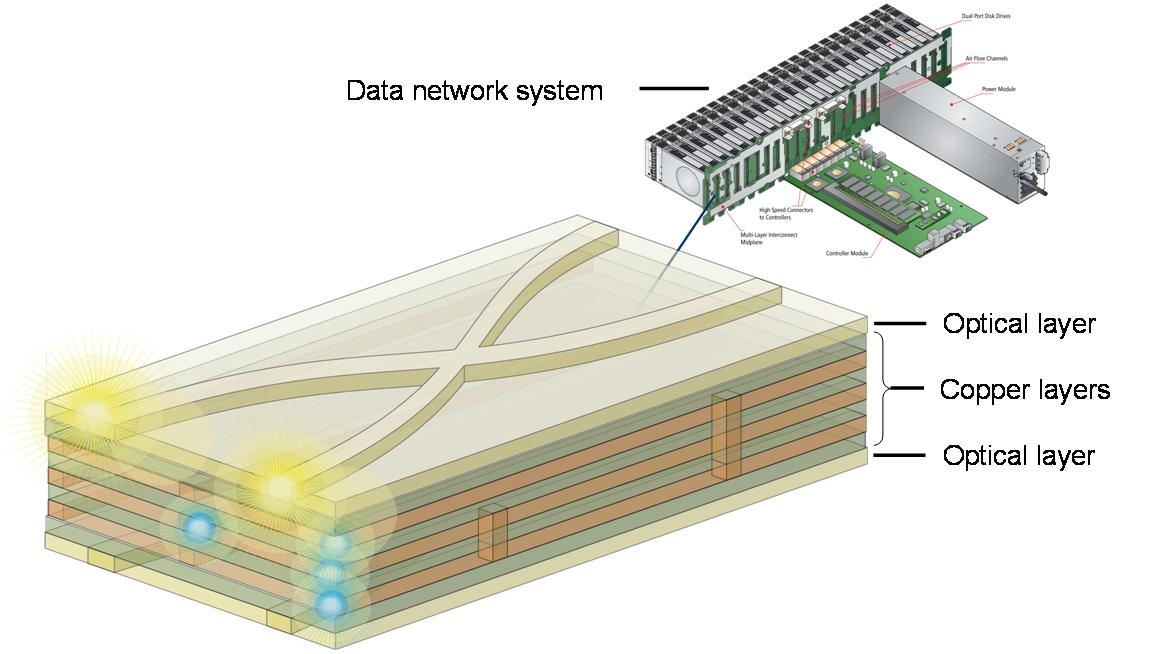 Dual Port Disk Drives
Air Flow Channels
Data network system
Power Module
High Speed Connectors
to Controllers
Multi-Layer Interconnect
Midplane
Controller Module
Optical layer
Copper layers
Optical layer